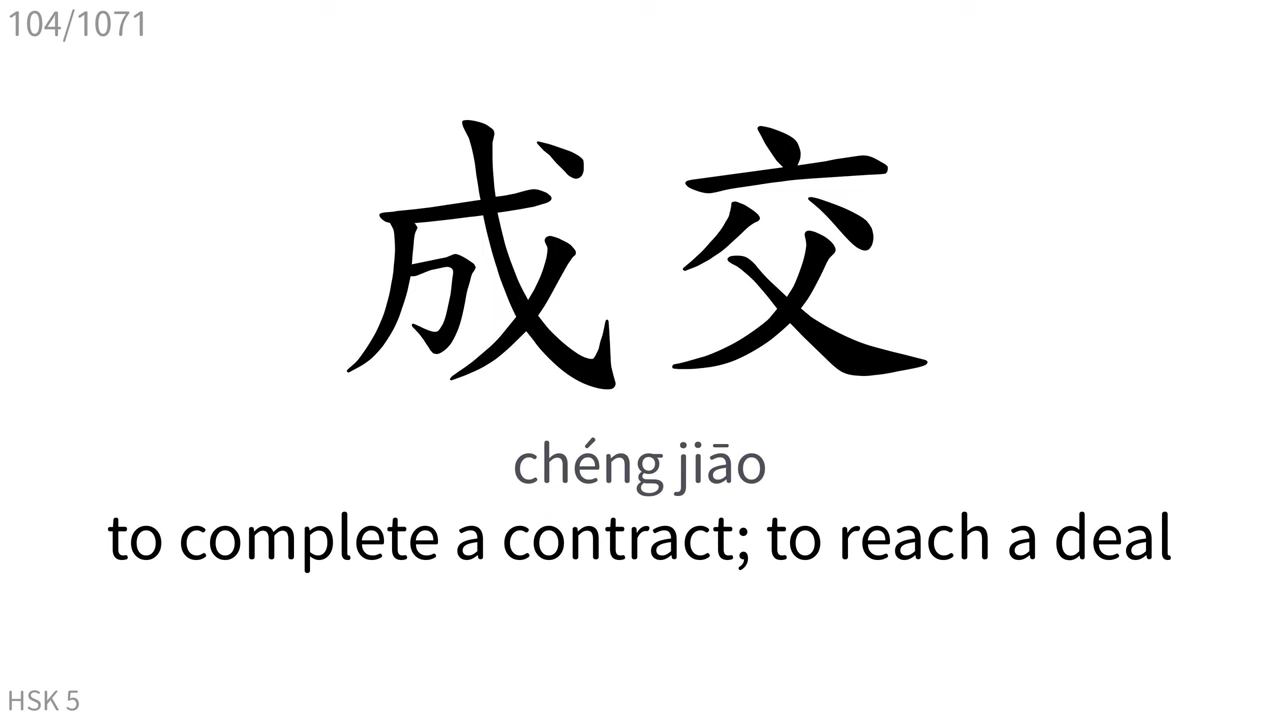 104/1071
成交
chéng jiāo
to complete a contract; to reach a deal
HSK 5